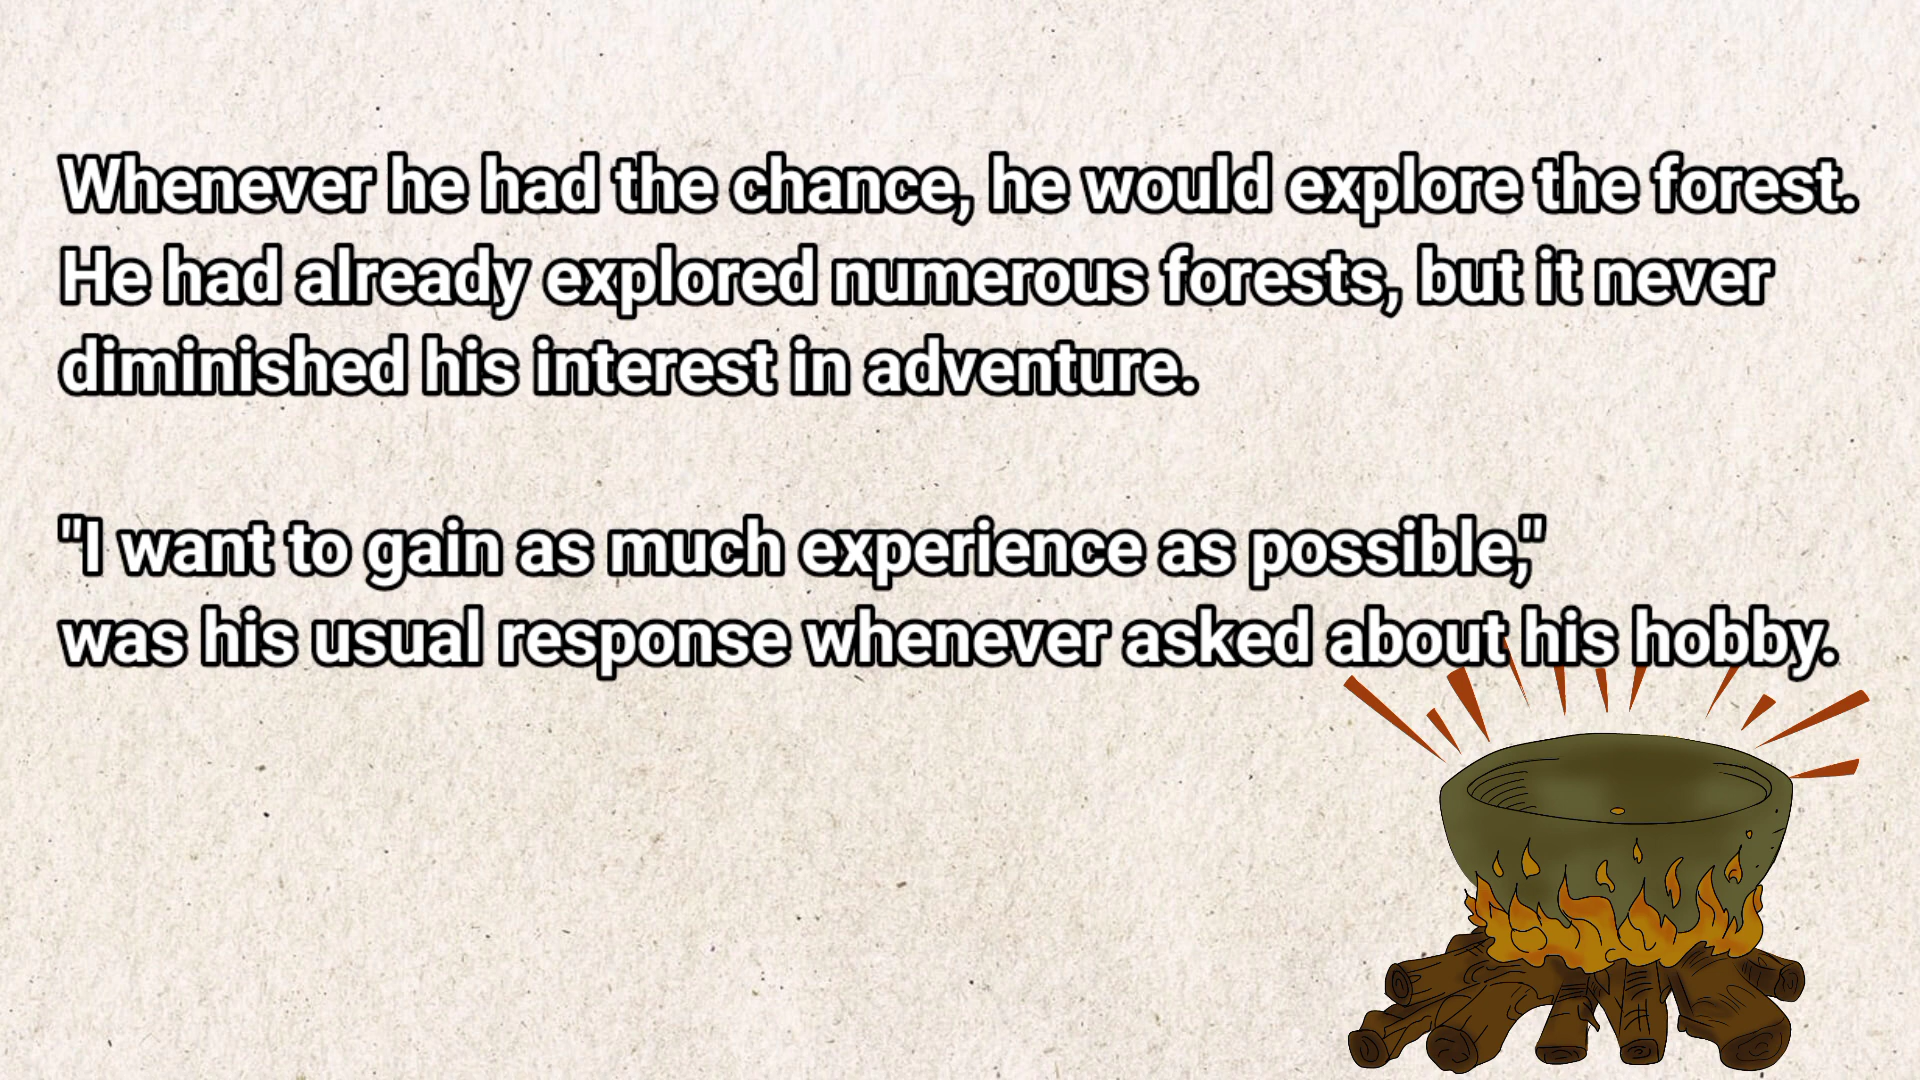 Whenever he had the chance, he would explore the forest.
He had already explored numerous forests, but it never
diminished his interest in adventure.
"I want to gain as much experience as possible,"
was his usual response whenever asked about his hobby.